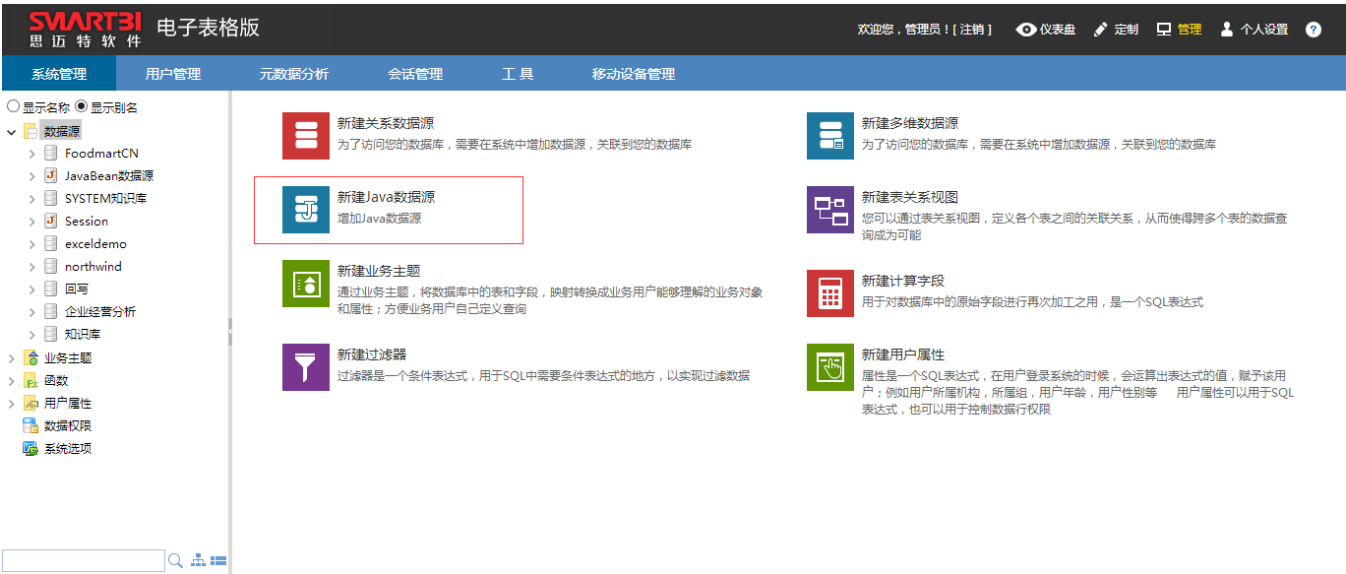 SMARTBI 电子表格版
思迈特软件
欢迎您，管理员！[ 注销 ] 仪表盘 定制 管理 个人设置 ?
系统管理 用户管理 元数据分析 会话管理 工具 移动设备管理
显示名称 显示别名
数据源
FoodmartCN
JavaBean数据源
SYSTEM知识库
Session
exceldemo
northwind
回写
企业经营分析
知识库
业务主题
函数
用户属性
数据权限
系统选项
新建关系数据源
为了访问您的数据库，需要在系统中增加数据源，关联到您的数据库
新建多维数据源
为了访问您的数据库，需要在系统中增加数据源，关联到您的数据库
新建Java数据源
增加Java数据源
新建表关系视图
您可以通过表关系视图，定义各个表之间的关联关系，从而使得跨多个表的数据查
询成为可能
新建业务主题
通过业务主题，将数据库中的表和字段，映射转换成业务用户能够理解的业务对象
和属性；方便业务用户自己定义查询
新建计算字段
用于对数据库中的原始字段进行再次加工之用，是一个SQL表达式
新建过滤器
过滤器是一个条件表达式，用于SQL中需要条件表达式的地方，以实现过滤数据
新建用户属性
属性是一个SQL表达式，在用户登录系统的时候，会运算出表达式的值，赋予该用
户；例如用户所属机构，所属组，用户年龄，用户性别等 用户属性可以用于SQL
表达式，也可以用于控制数据行权限